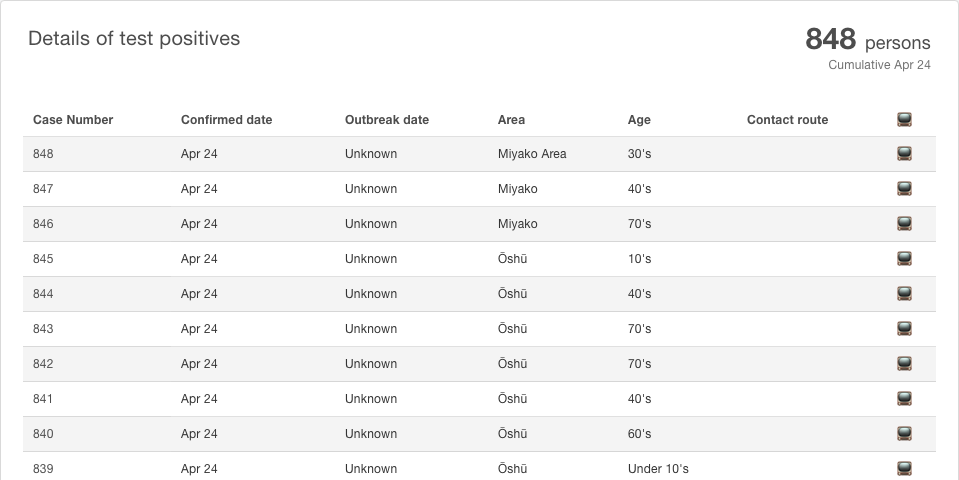 Details of test positives
848 persons
Cumulative Apr 24
Case Number Confirmed date Outbreak date Area Age Contact route
848 Apr 24 Unknown Miyako Area 30's
847 Apr 24 Unknown Miyako 40's
846 Apr 24 Unknown Miyako 70's
845 Apr 24 Unknown Ōshū 10's
844 Apr 24 Unknown Ōshū 40's
843 Apr 24 Unknown Ōshū 70's
842 Apr 24 Unknown Ōshū 70's
841 Apr 24 Unknown Ōshū 40's
840 Apr 24 Unknown Ōshū 60's
839 Apr 24 Unknown Ōshū Under 10's